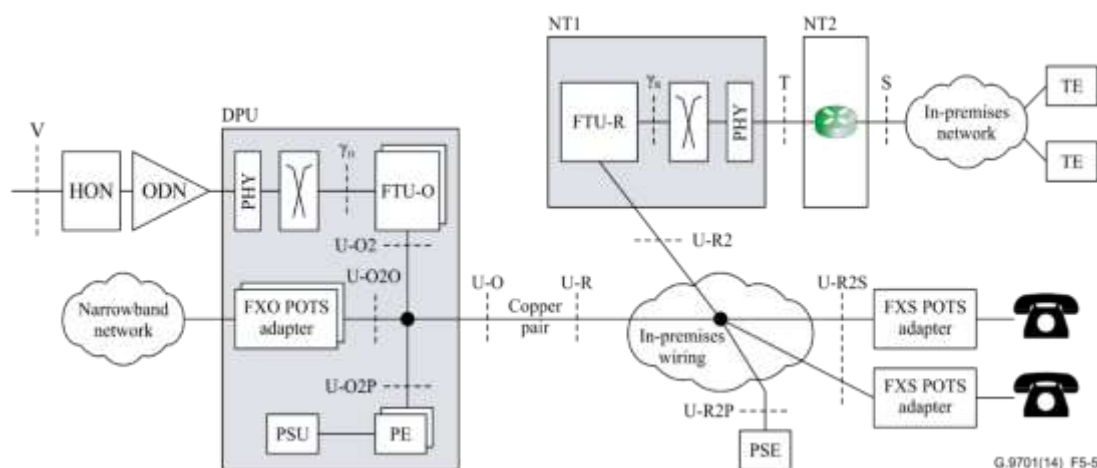 NT1
NT2
FTU-R
γR
PHY
T
S
In-premises
network
TE
TE
DPU
V
HON
ODN
PHY
γO
FTU-O
U-O2
U-R2
U-O2O
U-O
U-R
U-R2S
Narrowband
network
FXO POTS
adapter
Copper
pair
In-premises
wiring
FXS POTS
adapter
FXS POTS
adapter
U-O2P
U-R2P
PSU
PE
PSE
G.9701(14)_F5-5